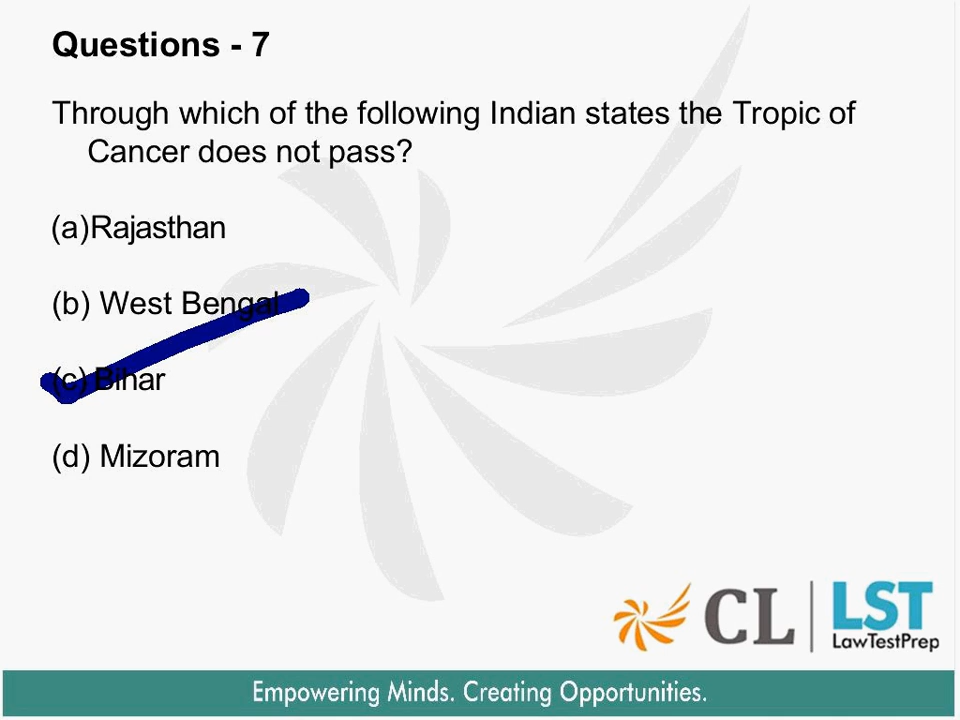 Questions - 7
Through which of the following Indian states the Tropic of
Cancer does not pass?
(a)Rajasthan
(b) West Bengal
(c) Bihar
(d) Mizoram
CL LST
LawTestPrep
Empowering Minds. Creating Opportunities.